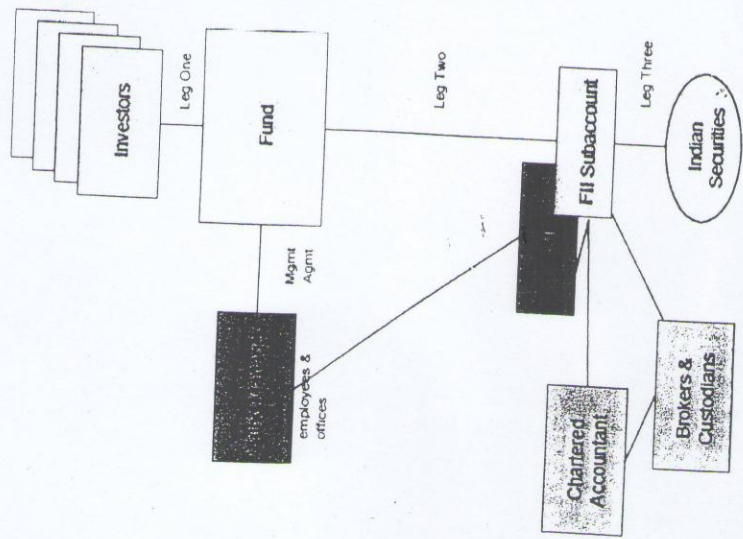 Investors
Leg One
Fund
Mgmt
Agmt
employees &
offices
Leg Two
FII Subaccount
Leg Three
Indian
Securities
Chartered
Accountant
Brokers &
Custodians